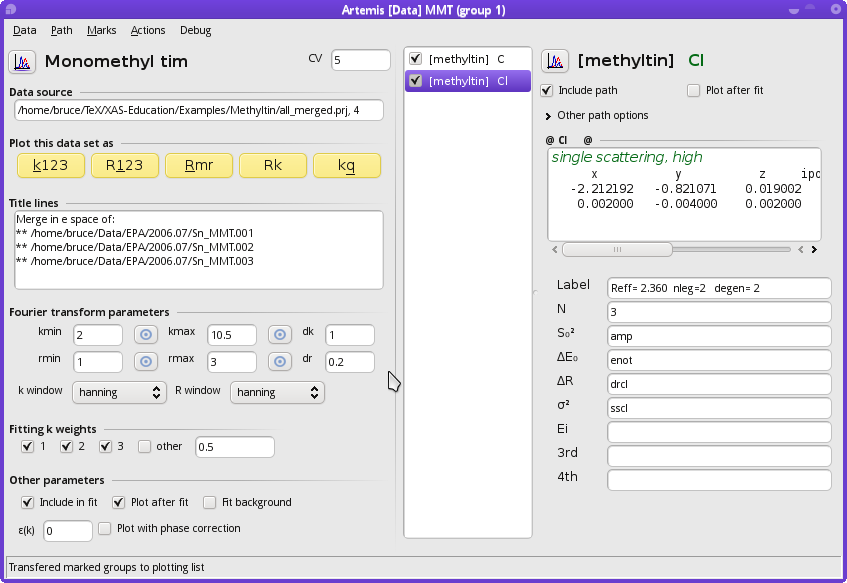 Artemis [Data] MMT (group 1)
Data Path Marks Actions Debug
Monomethyl tim
CV 5
Data source
/home/bruce/TeX/XAS-Education/Examples/Methyltin/all_merged.prj, 4
Plot this data set as
k123 R123 Rmr Rk kq
Title lines
Merge in e space of:
** /home/bruce/Data/EPA/2006.07/Sn_MMT.001
** /home/bruce/Data/EPA/2006.07/Sn_MMT.002
** /home/bruce/Data/EPA/2006.07/Sn_MMT.003
Fourier transform parameters
kmin 2 kmax 10.5 dk 1
rmin 1 rmax 3 dr 0.2
k window hanning R window hanning
Fitting k weights
1 2 3 other 0.5
Other parameters
Include in fit Plot after fit Fit background
ε(k) 0 Plot with phase correction
[methyltin] C
[methyltin] Cl
[methyltin] Cl
Include path Plot after fit
Other path options
@ Cl @
single scattering, high
x y z ipo
-2.212192 -0.821071 0.019002
0.002000 -0.004000 0.002000
Label Reff= 2.360 nleg=2 degen= 2
N 3
S₀² amp
ΔE₀ enot
ΔR drcl
σ² sscl
Ei
3rd
4th
Transfered marked groups to plotting list